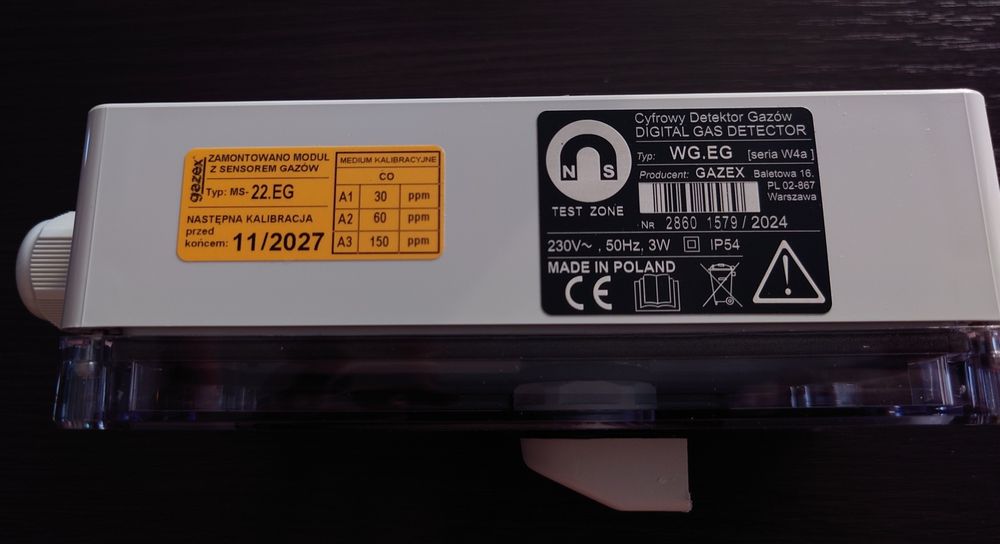 gazex
ZAMONTOWANO MODUŁ
Z SENSOREM GAZÓW
Typ: MS-22.EG
NASTĘPNA KALIBRACJA
przed
końcem: 11/2027
MEDIUM KALIBRACYJNE
CO
A1 30 ppm
A2 60 ppm
A3 150 ppm
N S
TEST ZONE
Cyfrowy Detektor Gazów
DIGITAL GAS DETECTOR
Typ: WG.EG [seria W4a]
Producent: GAZEX Baletowa 16.
PL 02-867
Warszawa
Nr 2860 1579/2024
230V~, 50Hz, 3W IP54
MADE IN POLAND
CE